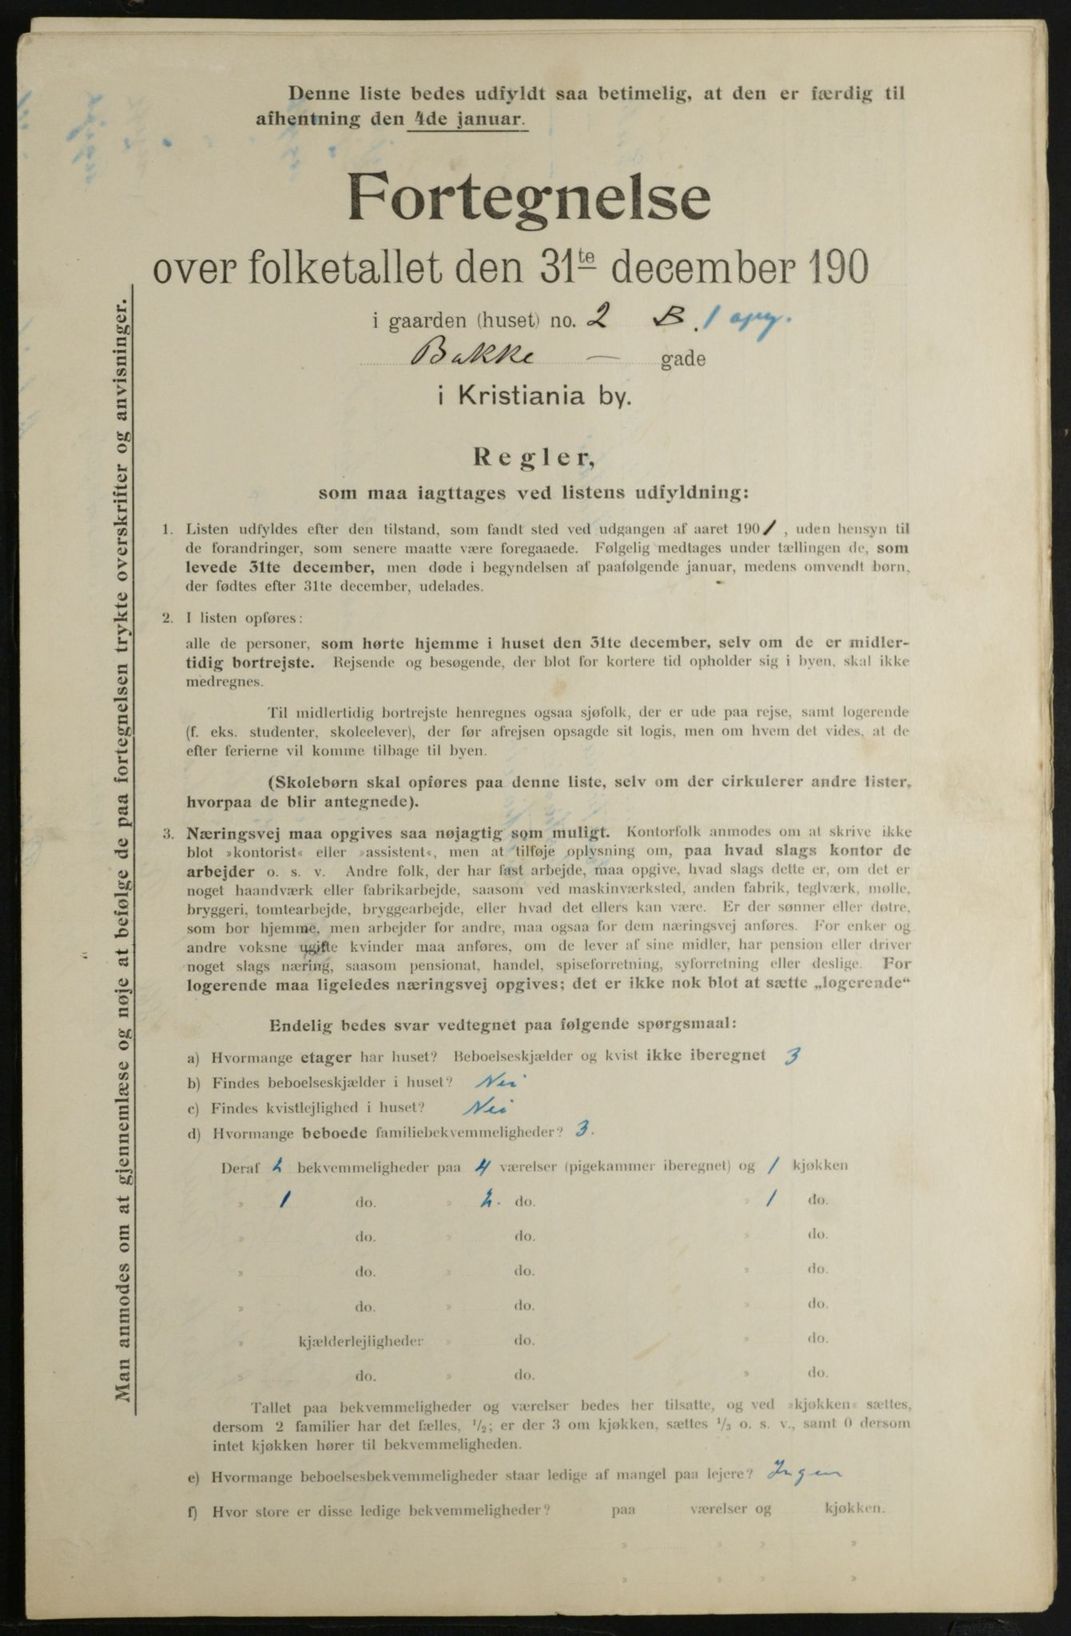 Denne liste bedes udfyldt saa betimelig, at den er færdig til
afhentning den 4de januar.
Fortegnelse
over folketallet den 31te december 190
i gaarden (huset) no. 2 B. 1 opg.
Bakke — gade
i Kristiania by.
Regler,
som maa iagttages ved listens udfyldning:
1. Listen udfyldes efter den tilstand, som fandt sted ved udgangen af aaret 1901, uden hensyn til
de forandringer, som senere maatte være foregaaede. Følgelig medtages under tællingen de, som
levede 31te december, men døde i begyndelsen af paafølgende januar, medens omvendt børn,
der fødtes efter 31te december, udelades.
2. I listen opføres:
alle de personer, som hørte hjemme i huset den 31te december, selv om de er midler-
tidig bortrejste. Rejsende og besøgende, der blot for kortere tid opholder sig i byen, skal ikke
medregnes.
Til midlertidig bortrejste henregnes ogsaa sjøfolk, der er ude paa rejse, samt logerende
(f. eks. studenter, skoleelever), der før afrejsen opsagde sit logis, men om hvem det vides, at de
efter ferierne vil komme tilbage til byen.
(Skolebørn skal opføres paa denne liste, selv om der cirkulerer andre lister,
hvorpaa de blir antegnede).
3. Næringsvej maa opgives saa nøjagtig som muligt. Kontorfolk anmodes om at skrive ikke
blot »kontorist« eller »assistent«, men at tilføje oplysning om, paa hvad slags kontor de
arbejder o. s. v. Andre folk, der har fast arbejde, maa opgive, hvad slags dette er, om det er
noget haandværk eller fabrikarbejde, saasom ved maskinværksted, anden fabrik, teglværk, mølle,
bryggeri, tomtearbejde, bryggearbejde, eller hvad det ellers kan være. Er der sønner eller døtre,
som bor hjemme, men arbejder for andre, maa ogsaa for dem næringsvej anføres. For enker og
andre voksne ugifte kvinder maa anføres, om de lever af sine midler, har pension eller driver
noget slags næring, saasom pensionat, handel, spiseforretning, syforretning eller deslige. For
logerende maa ligeledes næringsvej opgives; det er ikke nok blot at sætte „logerende“
Endelig bedes svar vedtegnet paa følgende spørgsmaal:
a) Hvormange etager har huset? Beboelseskjælder og kvist ikke iberegnet 3
b) Findes beboelseskjælder i huset? Nei
c) Findes kvistlejlighed i huset? Nei
d) Hvormange beboede familiebekvemmeligheder? 3.
Deraf 2 bekvemmeligheder paa 4 værelser (pigekammer iberegnet) og 1 kjøkken
» 1 do. » 2. do. » 1 do.
» do. » do. » do.
» do. » do. » do.
» do. » do. » do.
» kjælderlejligheder » do. » do.
» do. » do. » do.
Tallet paa bekvemmeligheder og værelser bedes her tilsatte, og ved »kjøkken« sættes,
dersom 2 familier har det fælles, 1/2; er der 3 om kjøkken, sættes 1/3 o. s. v., samt 0 dersom
intet kjøkken hører til bekvemmeligheden.
e) Hvormange beboelsesbekvemmeligheder staar ledige af mangel paa lejere? Ingen
f) Hvor store er disse ledige bekvemmeligheder? paa værelser og kjøkken.
» » »
» » »
Man anmodes om at gjennemlæse og nøje at befølge de paa fortegnelsen trykte overskrifter og anvisninger.